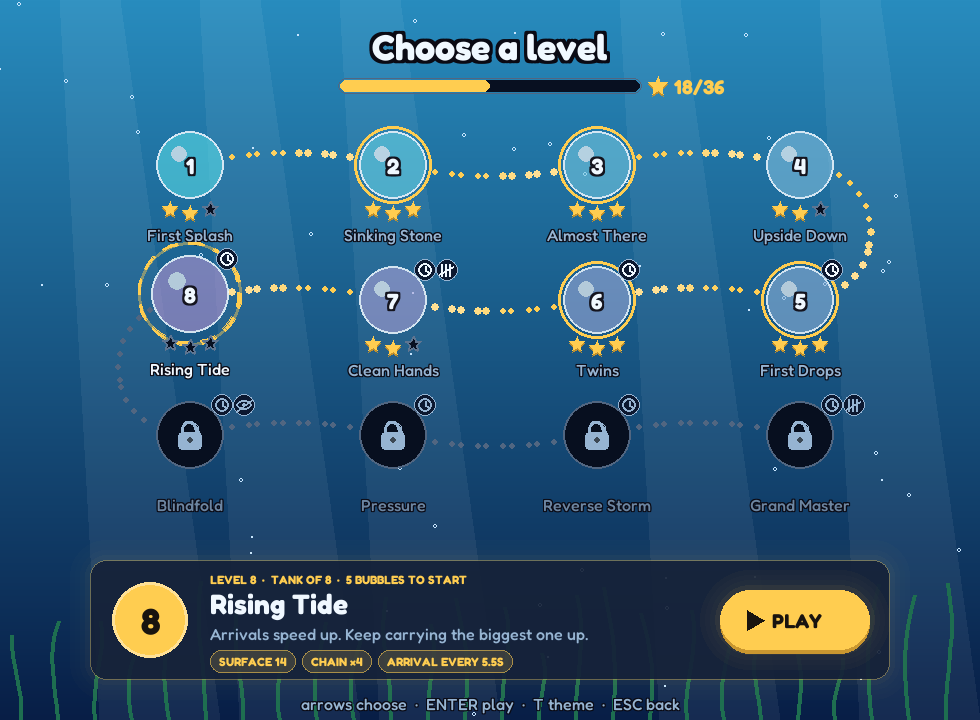 Choose a level
18/36
1
2
3
4
First Splash
Sinking Stone
Almost There
Upside Down
8
7
6
5
Rising Tide
Clean Hands
Twins
First Drops
Blindfold
Pressure
Reverse Storm
Grand Master
LEVEL 8 · TANK OF 8 · 5 BUBBLES TO START
8
Rising Tide
Arrivals speed up. Keep carrying the biggest one up.
PLAY
SURFACE 14
CHAIN x4
ARRIVAL EVERY 5.5S
arrows choose · ENTER play · T theme · ESC back